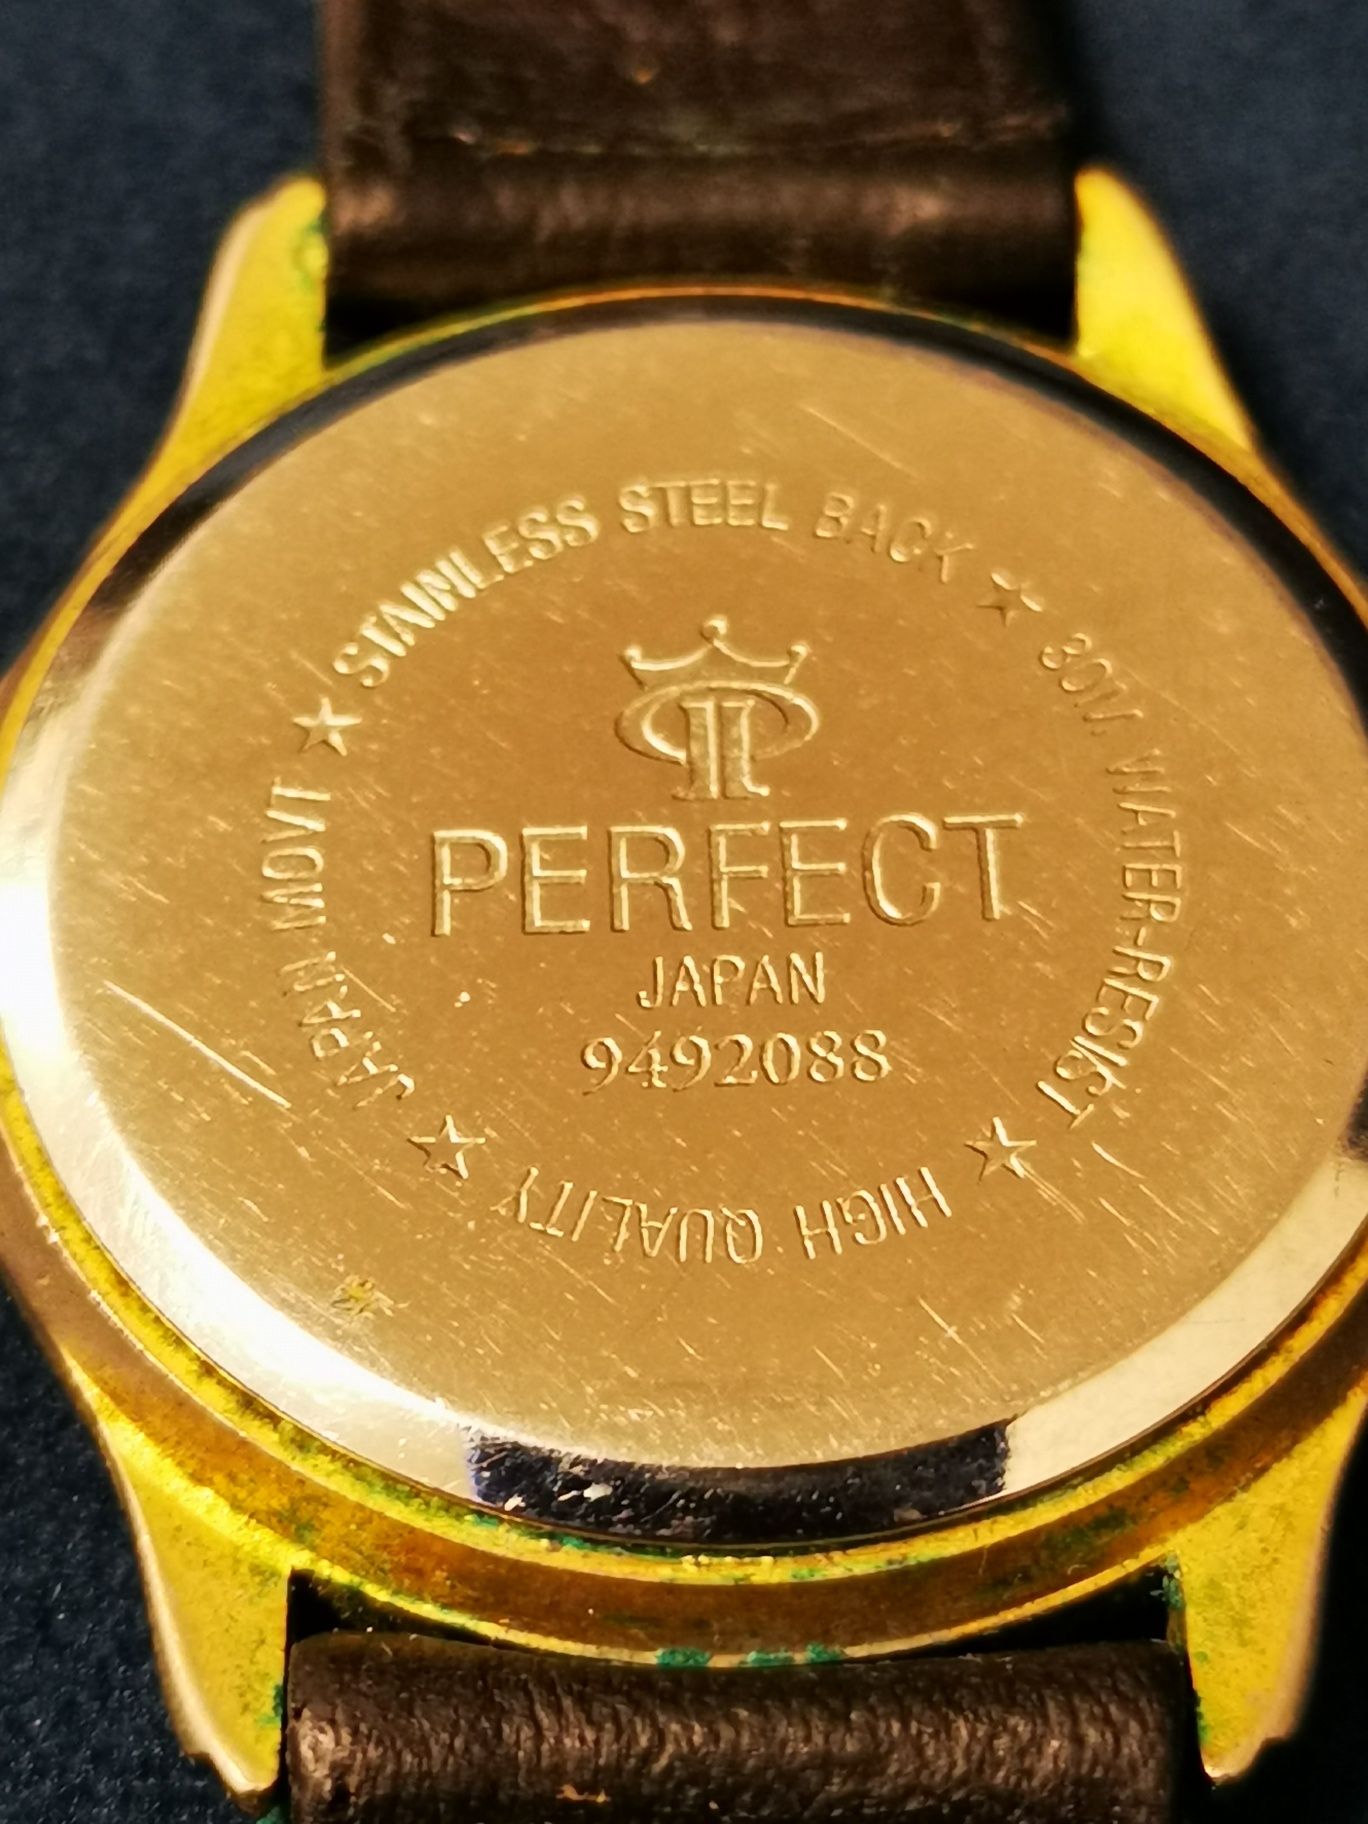 STAINLESS STEEL BACK ☆ 30M WATER-RESIST ☆ HIGH QUALITY ☆ JAPAN MOVT ☆
PERFECT
JAPAN
9492088